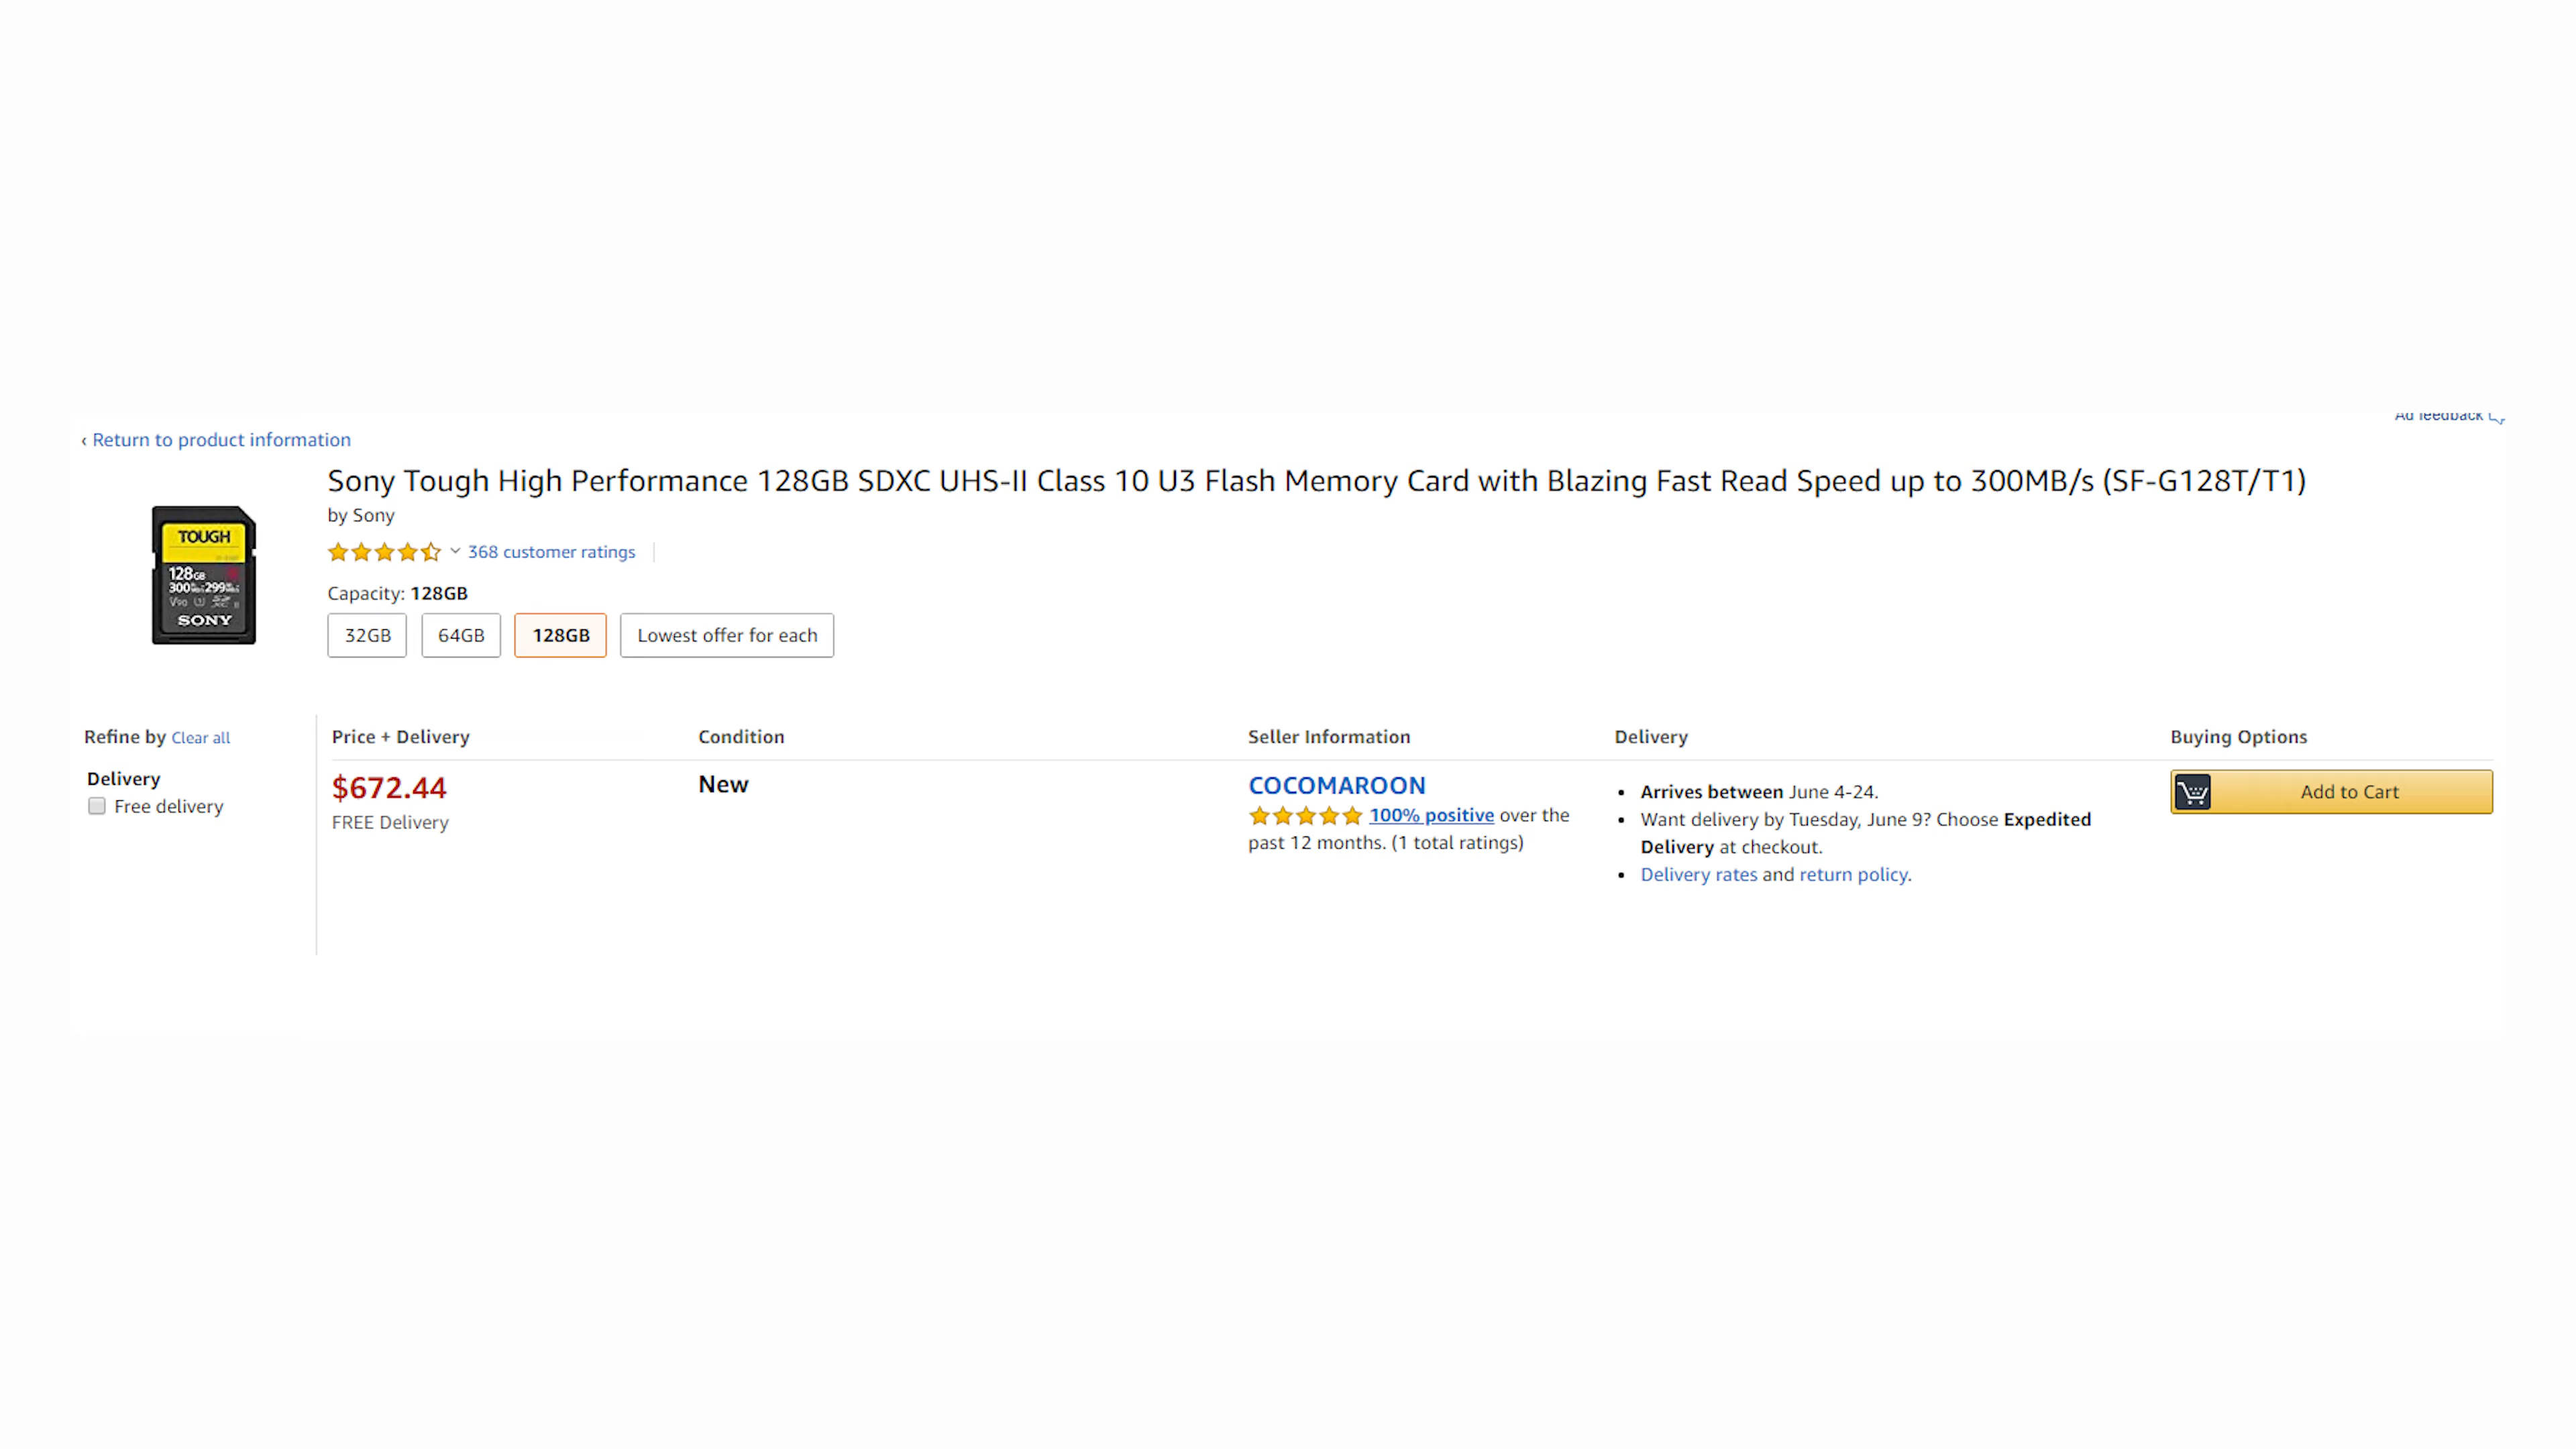 Ad feedback
‹ Return to product information
Sony Tough High Performance 128GB SDXC UHS-II Class 10 U3 Flash Memory Card with Blazing Fast Read Speed up to 300MB/s (SF-G128T/T1)
by Sony
368 customer ratings
TOUGH
128GB
300 299
V90
SONY
Capacity: 128GB
32GB 64GB 128GB Lowest offer for each
Refine by Clear all
Delivery
Free delivery
Price + Delivery Condition Seller Information Delivery Buying Options
$672.44
FREE Delivery
New
COCOMAROON
100% positive over the
past 12 months. (1 total ratings)
• Arrives between June 4-24.
• Want delivery by Tuesday, June 9? Choose Expedited
Delivery at checkout.
• Delivery rates and return policy.
Add to Cart